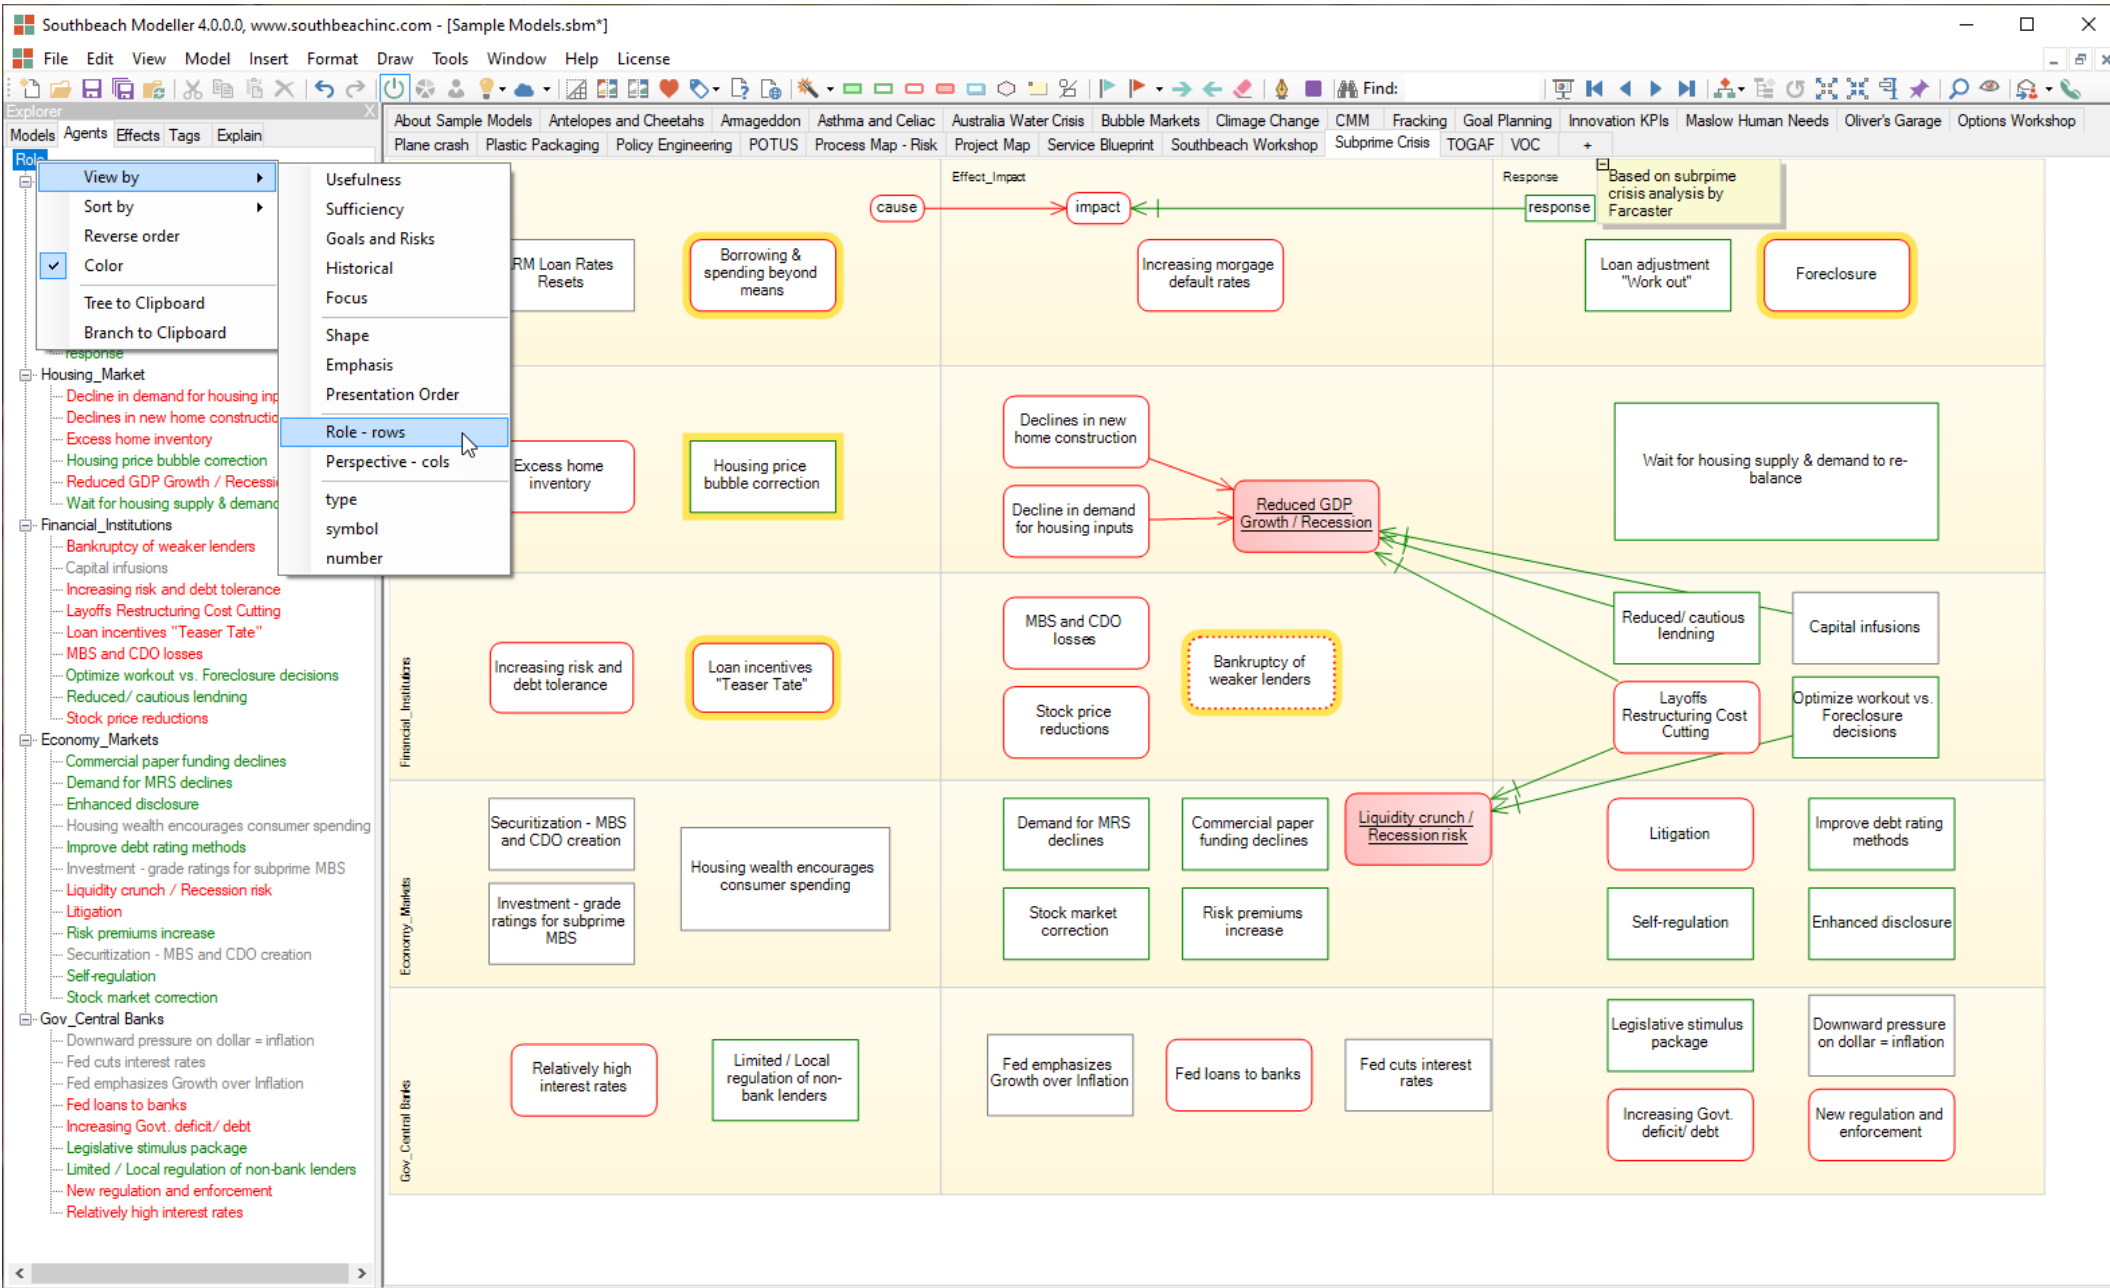 Southbeach Modeller 4.0.0.0, www.southbeachinc.com - [Sample Models.sbm*]
File Edit View Model Insert Format Draw Tools Window Help License
Find:
Explorer X
Models Agents Effects Tags Explain
About Sample Models Antelopes and Cheetahs Armageddon Asthma and Celiac Australia Water Crisis Bubble Markets Climage Change CMM Fracking Goal Planning Innovation KPIs Maslow Human Needs Oliver's Garage Options Workshop
Plane crash Plastic Packaging Policy Engineering POTUS Process Map - Risk Project Map Service Blueprint Southbeach Workshop Subprime Crisis TOGAF VOC +
View by
Sort by
Reverse order
Color
Tree to Clipboard
Branch to Clipboard
Usefulness
Sufficiency
Goals and Risks
Historical
Focus
Shape
Emphasis
Presentation Order
Role - rows
Perspective - cols
type
symbol
number
response
Housing_Market
Decline in demand for housing
Declines in new home
Excess home inventory
Housing price bubble correction
Reduced GDP Growth /
Wait for housing supply & demand
Financial_Institutions
Bankruptcy of weaker lenders
Capital infusions
Increasing risk and debt tolerance
Layoffs Restructuring Cost Cutting
Loan incentives "Teaser Tate"
MBS and CDO losses
Optimize workout vs. Foreclosure decisions
Reduced/ cautious lendning
Stock price reductions
Economy_Markets
Commercial paper funding declines
Demand for MRS declines
Enhanced disclosure
Housing wealth encourages consumer spending
Improve debt rating methods
Investment - grade ratings for subprime MBS
Liquidity crunch / Recession risk
Litigation
Risk premiums increase
Securitization - MBS and CDO creation
Self-regulation
Stock market correction
Gov_Central Banks
Downward pressure on dollar = inflation
Fed cuts interest rates
Fed emphasizes Growth over Inflation
Fed loans to banks
Increasing Govt. deficit/ debt
Legislative stimulus package
Limited / Local regulation of non-bank lenders
New regulation and enforcement
Relatively high interest rates
Effect_Impact
Response
Based on subrpime
crisis analysis by
Farcaster
cause
impact
response
Loan Rates
Resets
Borrowing &
spending beyond
means
Increasing morgage
default rates
Loan adjustment
"Work out"
Foreclosure
Excess home
inventory
Housing price
bubble correction
Declines in new
home construction
Decline in demand
for housing inputs
Reduced GDP
Growth / Recession
Wait for housing supply & demand to re-
balance
Financial_Institutions
Increasing risk and
debt tolerance
Loan incentives
"Teaser Tate"
MBS and CDO
losses
Stock price
reductions
Bankruptcy of
weaker lenders
Reduced/ cautious
lendning
Capital infusions
Layoffs
Restructuring Cost
Cutting
Optimize workout vs.
Foreclosure
decisions
Economy_Markets
Securitization - MBS
and CDO creation
Investment - grade
ratings for subprime
MBS
Housing wealth encourages
consumer spending
Demand for MRS
declines
Commercial paper
funding declines
Liquidity crunch /
Recession risk
Stock market
correction
Risk premiums
increase
Litigation
Improve debt rating
methods
Self-regulation
Enhanced disclosure
Gov_Central Banks
Relatively high
interest rates
Limited / Local
regulation of non-
bank lenders
Fed emphasizes
Growth over Inflation
Fed loans to banks
Fed cuts interest
rates
Legislative stimulus
package
Downward pressure
on dollar = inflation
Increasing Govt.
deficit/ debt
New regulation and
enforcement